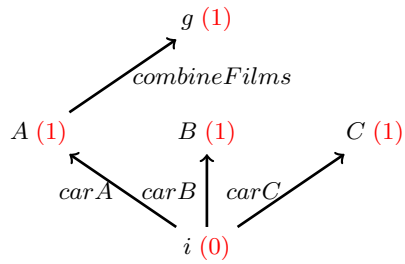 g (1)
combineFilms
A (1) B (1) C (1)
carA carB carC
i (0)